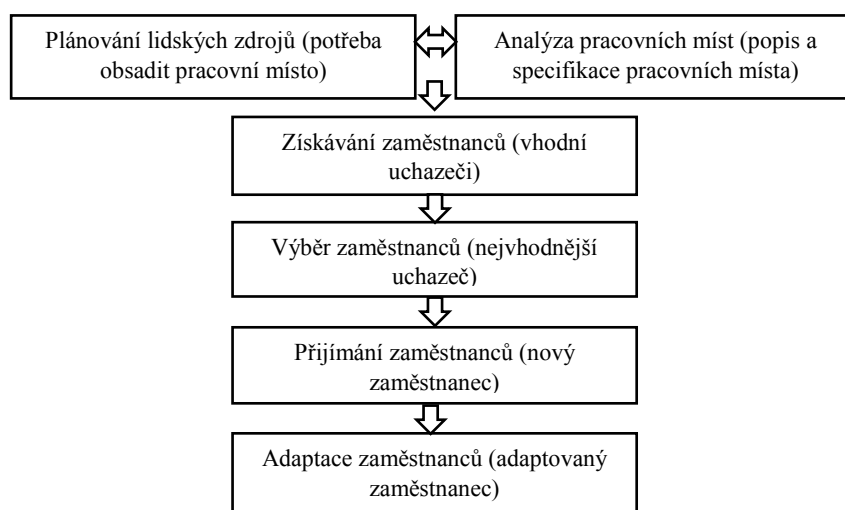 Plánování lidských zdrojů (potřeba
obsadit pracovní místo)
Analýza pracovních míst (popis a
specifikace pracovních místa)
Získávání zaměstnanců (vhodní
uchazeči)
Výběr zaměstnanců (nejvhodnější
uchazeč)
Přijímání zaměstnanců (nový
zaměstnanec)
Adaptace zaměstnanců (adaptovaný
zaměstnanec)